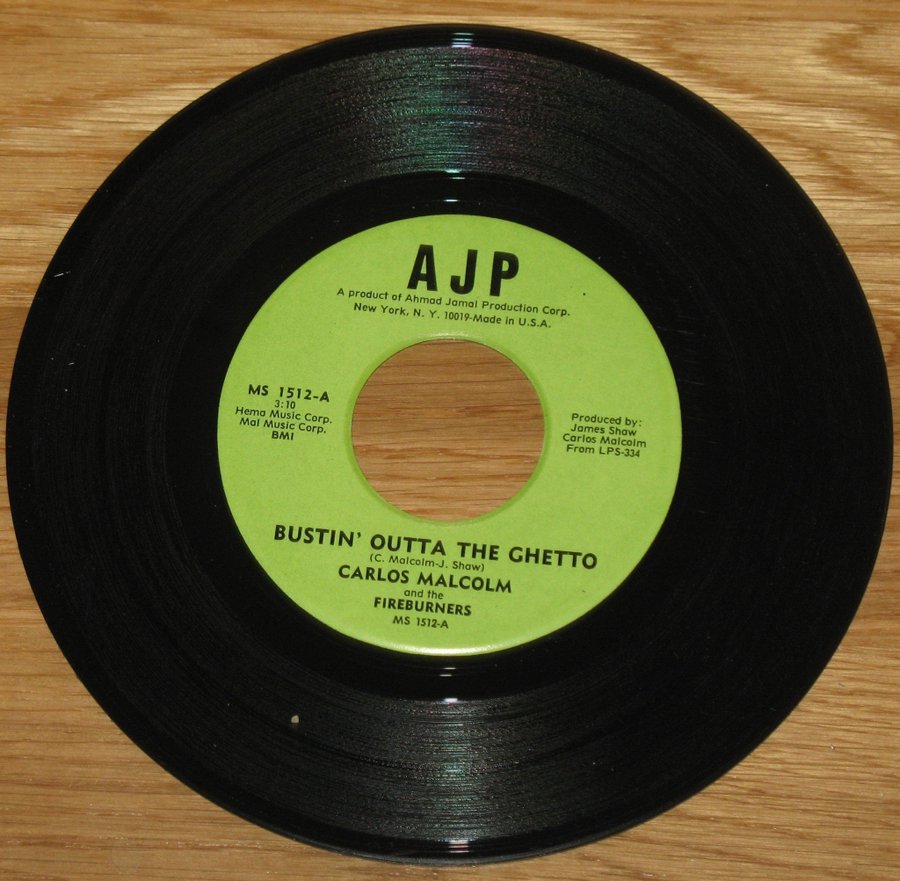 AJP
A product of Ahmad Jamal Production Corp.
New York, N. Y. 10019-Made in U.S.A.
MS 1512-A
3:10
Hema Music Corp.
Mal Music Corp.
BMI
Produced by:
James Shaw
Carlos Malcolm
From LPS-334
BUSTIN' OUTTA THE GHETTO
(C. Malcolm-J. Shaw)
CARLOS MALCOLM
and the
FIREBURNERS
MS 1512-A